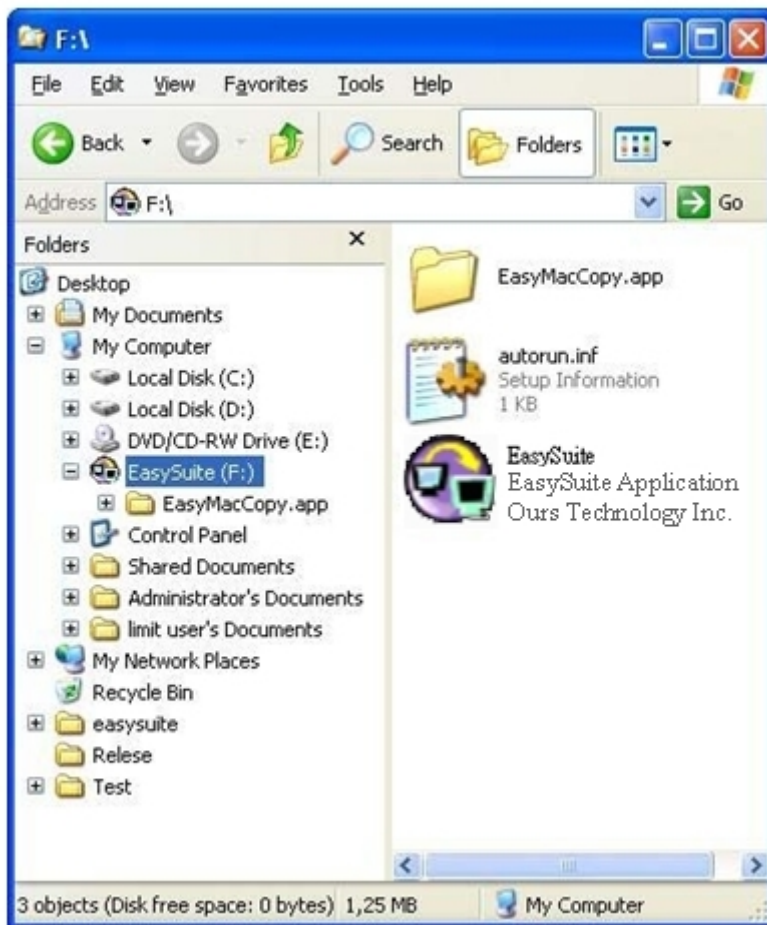 F:\
File Edit View Favorites Tools Help
Back Search Folders
Address F:\ Go
Folders
Desktop
My Documents
My Computer
Local Disk (C:)
Local Disk (D:)
DVD/CD-RW Drive (E:)
EasySuite (F:)
EasyMacCopy.app
Control Panel
Shared Documents
Administrator's Documents
limit user's Documents
My Network Places
Recycle Bin
easysuite
Relese
Test
EasyMacCopy.app
autorun.inf
Setup Information
1 KB
EasySuite
EasySuite Application
Ours Technology Inc.
3 objects (Disk free space: 0 bytes) 1,25 MB My Computer